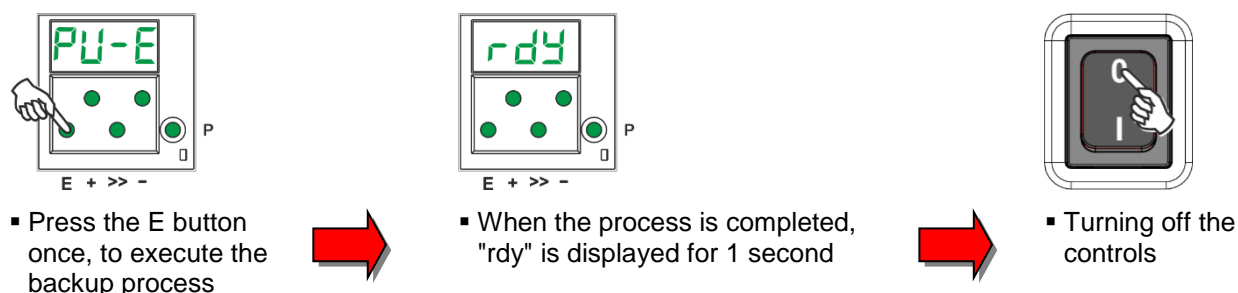 PU-E
P
E + >> -
▪ Press the E button
once, to execute the
backup process
rdY
P
E + >> -
▪ When the process is completed,
"rdy" is displayed for 1 second
0
I
▪ Turning off the
controls